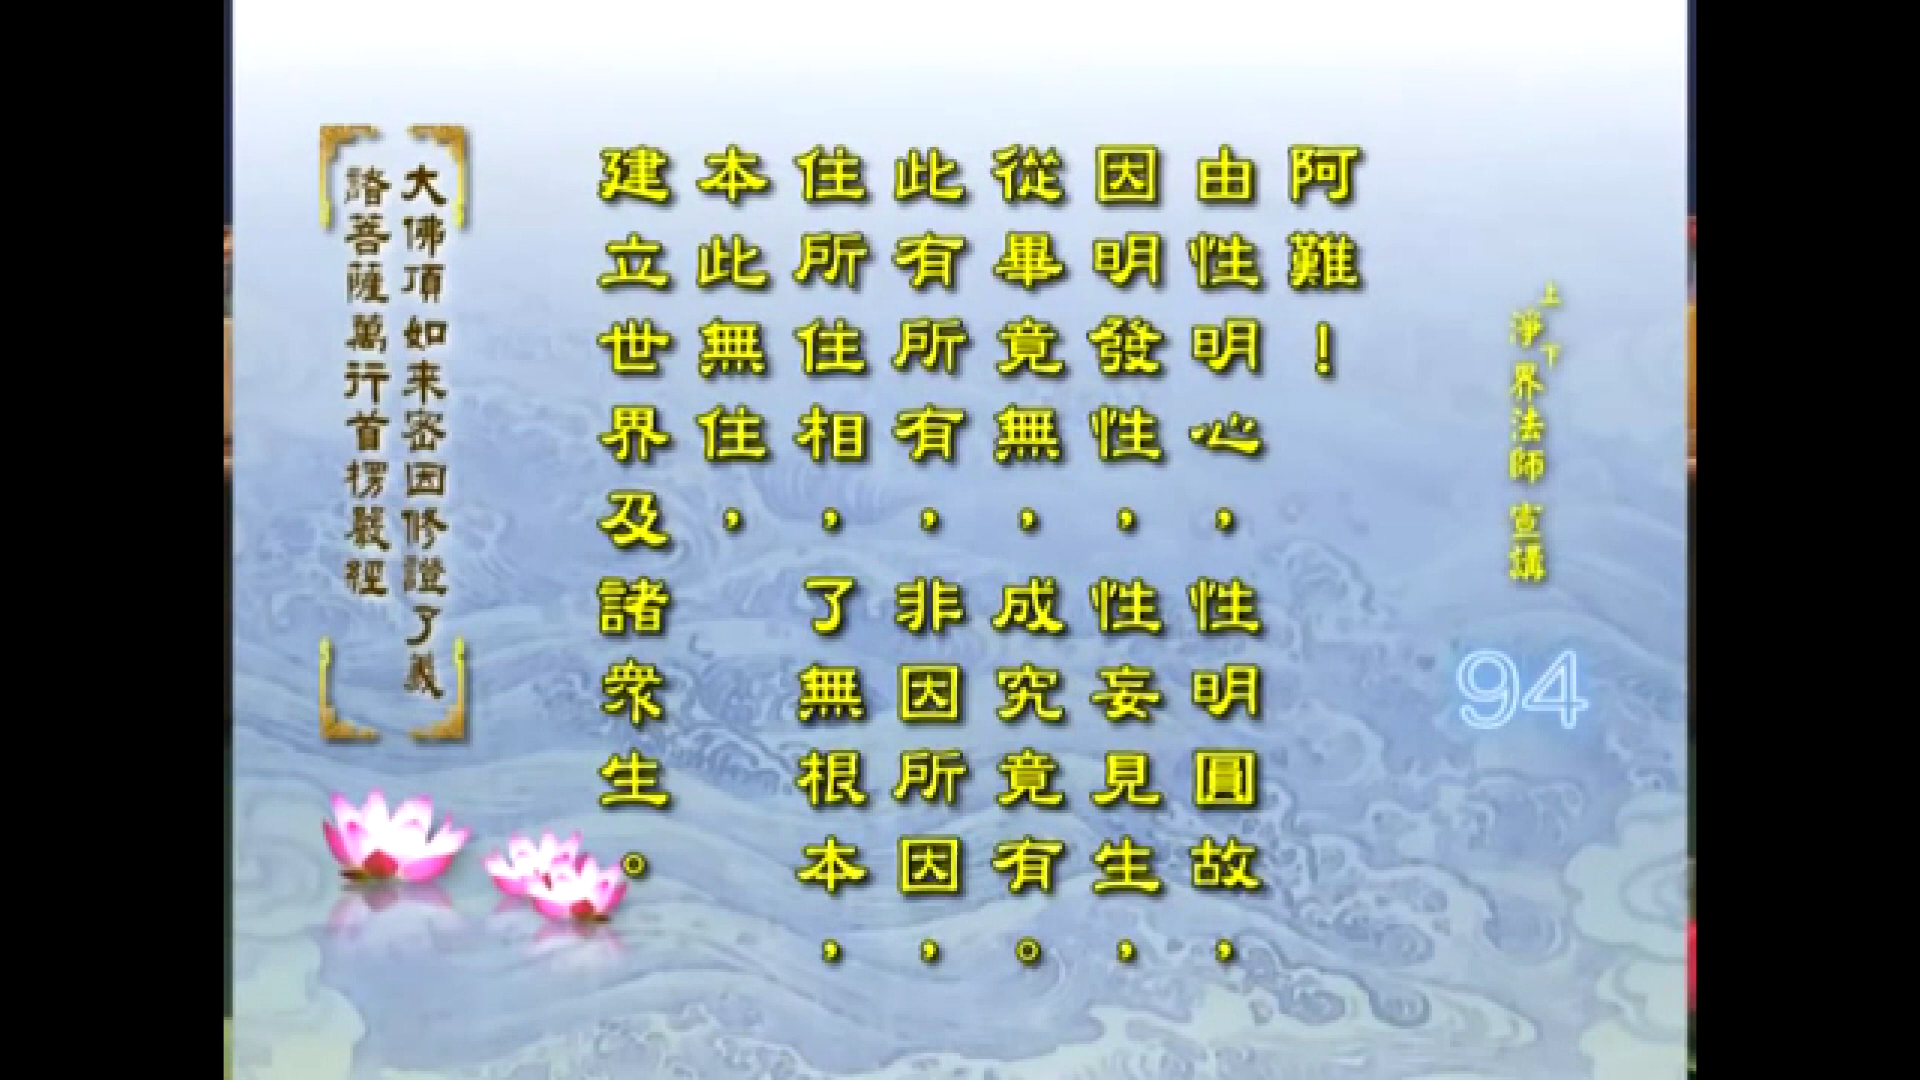 上淨下界法師 宣講
94
阿難！
由性明心，性明圓故，
因明發性，性妄見生，
從畢竟無，成究竟有。
此有所有，非因所因，
住所住相，了無根本，
本此無住，
建立世界及諸眾生。
大佛頂如來密因修證了義
諸菩薩萬行首楞嚴經